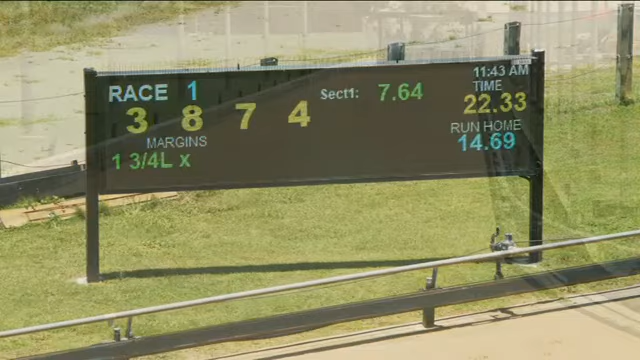 RACE 1 Sect1: 7.64 11:43 AM
TIME
3 8 7 4 22.33
MARGINS RUN HOME
1 3/4L x 14.69